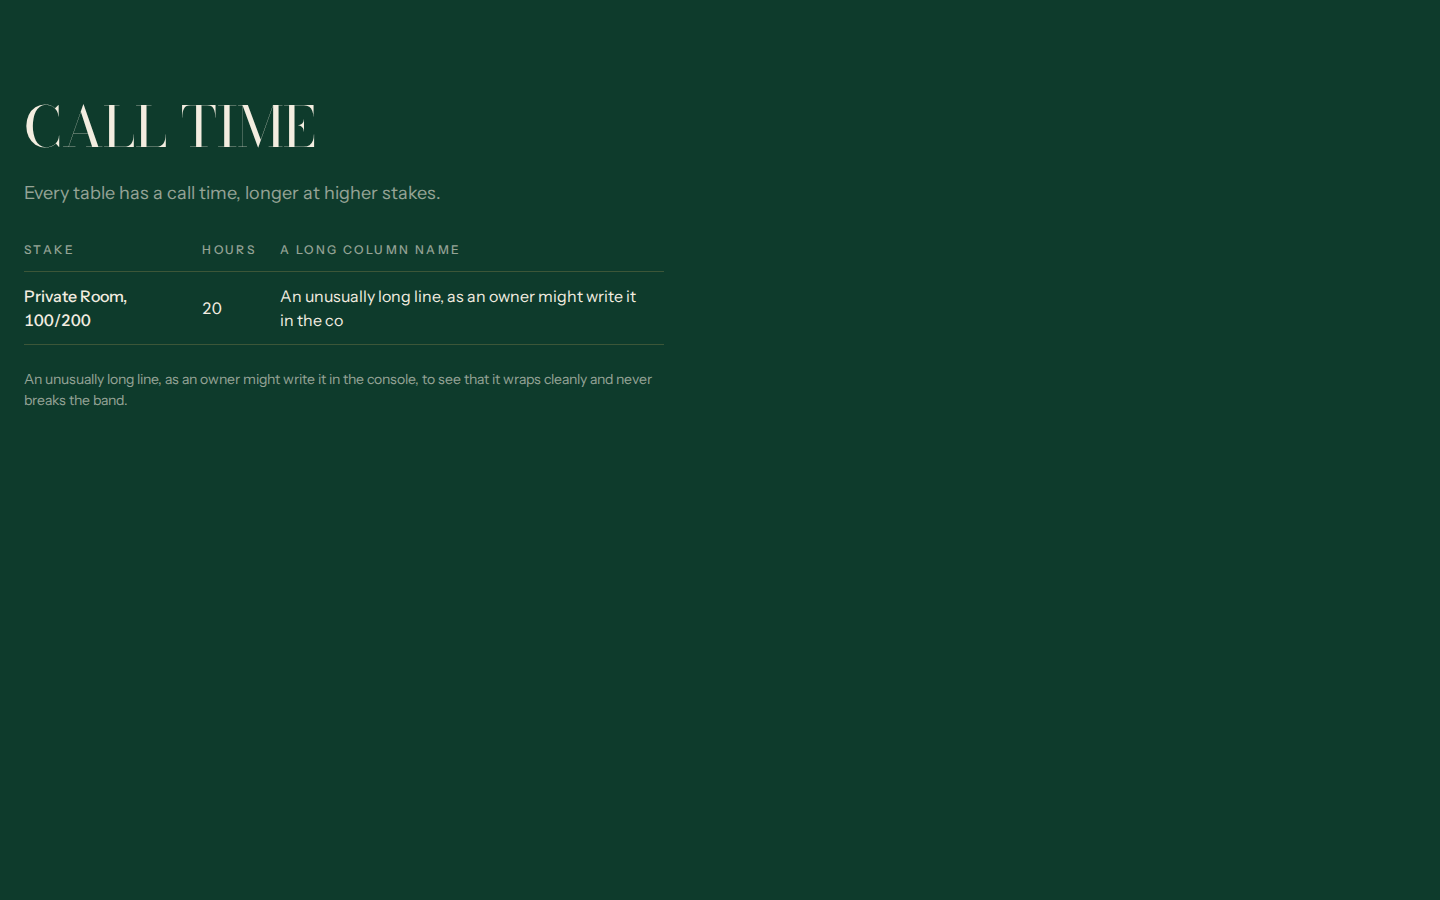 CALL TIME
Every table has a call time, longer at higher stakes.
STAKE HOURS A LONG COLUMN NAME
Private Room, 100/200 20 An unusually long line, as an owner might write it in the co
An unusually long line, as an owner might write it in the console, to see that it wraps cleanly and never
breaks the band.